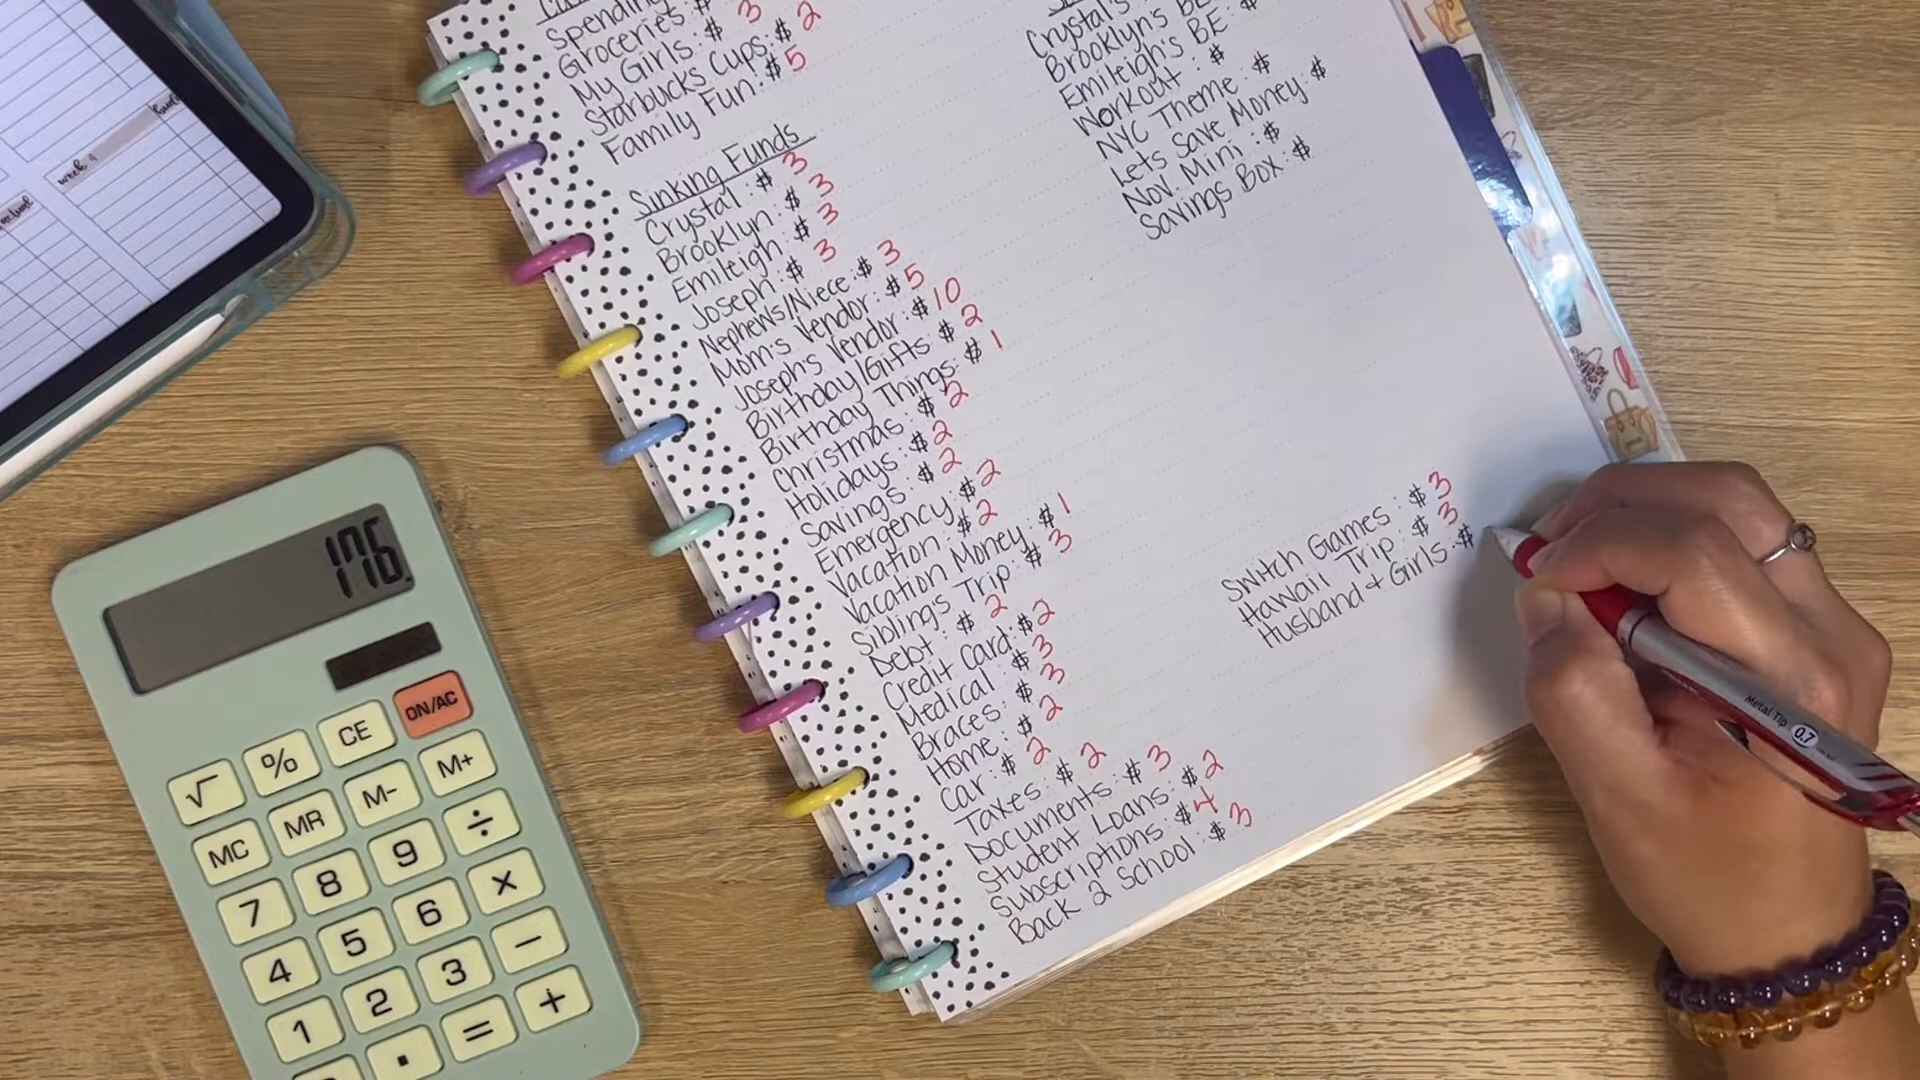 Spending
Groceries: $
My Girls: $ 3
Starbucks Cups: $ 2
Family Fun: $ 5
Sinking Funds
Crystal: $ 3
Brooklyn: $ 3
Emileigh: $ 3
Joseph: $ 3
Nephews/Niece: $ 3
Mom's Vendor: $ 5
Joseph's Vendor: $ 10
Birthday/Gifts $ 2
Birthday Things: $ 1
Christmas: $ 2
Holidays: $ 2
Savings: $ 2
Emergency: $ 2
Vacation: $ 2
Vacation Money: $ 1
Sibling's Trip: $ 3
Debt: $ 2
Credit Card: $ 2
Medical: $ 3
Braces: $ 3
Home: $ 2
Car: $ 2
Taxes: $ 2
Documents: $ 3
Student Loans: $ 2
Subscriptions $ 4
Back 2 School: $ 3
Crystal's
Brooklyn's BE
Emileigh's BE: $
Workout: $
NYC Theme: $
Lets Save Money: $
Nov. Mini: $
Savings Box: $
Switch Games: $ 3
Hawaii Trip: $ 3
Husband + Girls: $
week 4
176.
√ % CE ON/AC
MC MR M- M+
7 8 9 ÷
4 5 6 ×
1 2 3 −
. = +
Metal Tip 0.7